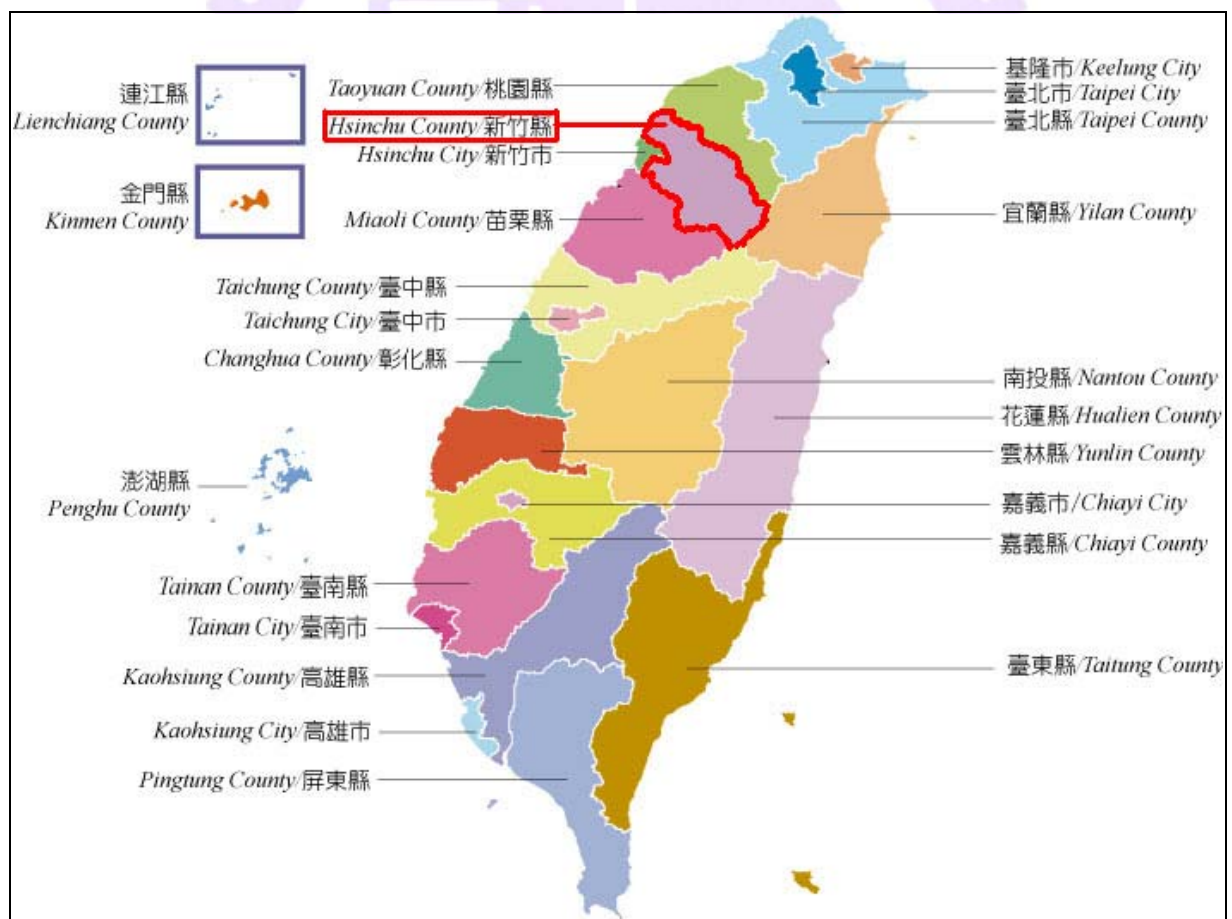 連江縣
Lienchiang County
金門縣
Kinmen County
Taoyuan County/桃園縣
Hsinchu County/新竹縣
Hsinchu City/新竹市
Miaoli County/苗栗縣
Taichung County/臺中縣
Taichung City/臺中市
Changhua County/彰化縣
澎湖縣
Penghu County
Tainan County/臺南縣
Tainan City/臺南市
Kaohsiung County/高雄縣
Kaohsiung City/高雄市
Pingtung County/屏東縣
基隆市/Keelung City
臺北市/Taipei City
臺北縣/Taipei County
宜蘭縣/Yilan County
南投縣/Nantou County
花蓮縣/Hualien County
雲林縣/Yunlin County
嘉義市/Chiayi City
嘉義縣/Chiayi County
臺東縣/Taitung County